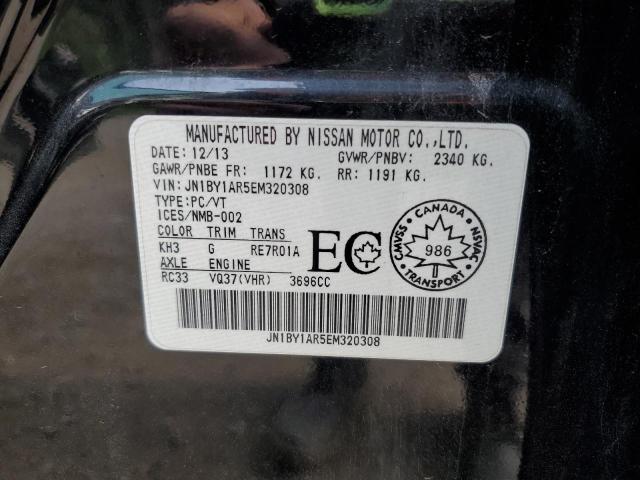 MANUFACTURED BY NISSAN MOTOR CO.,LTD.
DATE: 12/13 GVWR/PNBV: 2340 KG.
GAWR/PNBE FR: 1172 KG. RR: 1191 KG.
VIN: JN1BY1AR5EM320308
TYPE:PC/VT
ICES/NMB-002
COLOR TRIM TRANS
KH3 G RE7R01A
AXLE ENGINE
RC33 VQ37(VHR) 3696CC
EC
CANADA
CMVSS
986
NSVAC
TRANSPORT
JN1BY1AR5EM320308